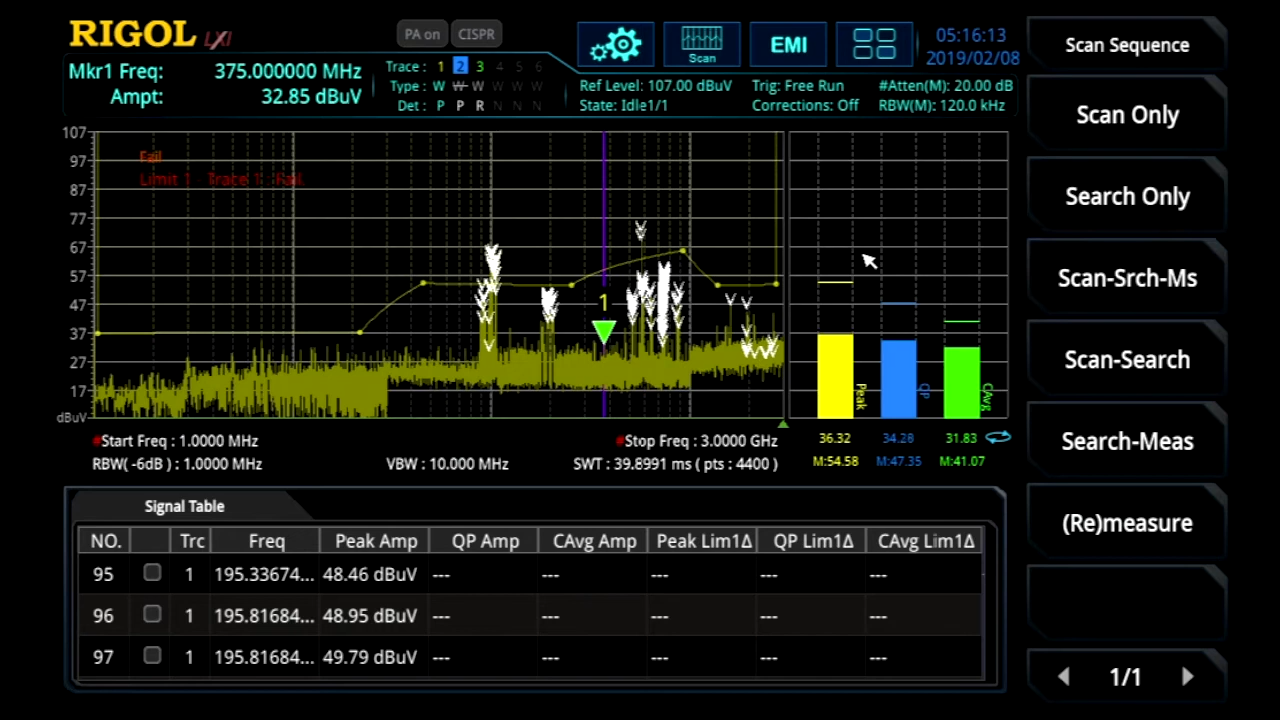 RIGOL LXI
PA on CISPR
Mkr1 Freq: 375.000000 MHz
Ampt: 32.85 dBuV
Trace : 1 2 3 4 5 6
Type : W W W W W W
Det : P P R N N N
Scan
EMI
05:16:13
2019/02/08
Ref Level: 107.00 dBuV Trig: Free Run #Atten(M): 20.00 dB
State: Idle1/1 Corrections: Off RBW(M): 120.0 kHz
107
97
87
77
67
57
47
37
27
17
dBuV
Fail
Limit 1 - Trace 1 : Fail
1
Peak
QP
CAvg
36.32 34.28 31.83
M:54.58 M:47.35 M:41.07
*Start Freq : 1.0000 MHz *Stop Freq : 3.0000 GHz
RBW( -6dB ) : 1.0000 MHz VBW : 10.000 MHz SWT : 39.8991 ms ( pts : 4400 )
Signal Table
NO. Trc Freq Peak Amp QP Amp CAvg Amp Peak Lim1Δ QP Lim1Δ CAvg Lim1Δ
95 1 195.33674... 48.46 dBuV --- --- --- --- ---
96 1 195.81684... 48.95 dBuV --- --- --- --- ---
97 1 195.81684... 49.79 dBuV --- --- --- --- ---
Scan Sequence
Scan Only
Search Only
Scan-Srch-Ms
Scan-Search
Search-Meas
(Re)measure
1/1